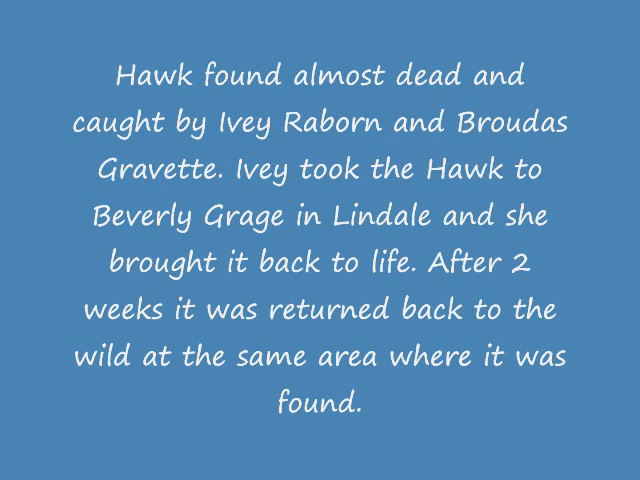 Hawk found almost dead and
caught by Ivey Raborn and Broudas
Gravette. Ivey took the Hawk to
Beverly Grage in Lindale and she
brought it back to life. After 2
weeks it was returned back to the
wild at the same area where it was
found.